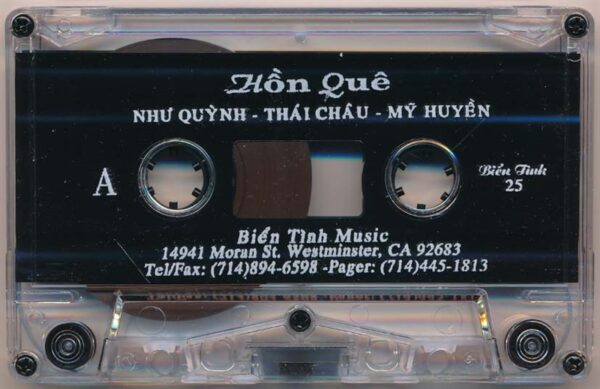 Hồn Quê
NHƯ QUỲNH - THÁI CHÂU - MỸ HUYỀN
A
Biển Tình
25
Biển Tình Music
14941 Moran St. Westminster, CA 92683
Tel/Fax: (714)894-6598 -Pager: (714)445-1813